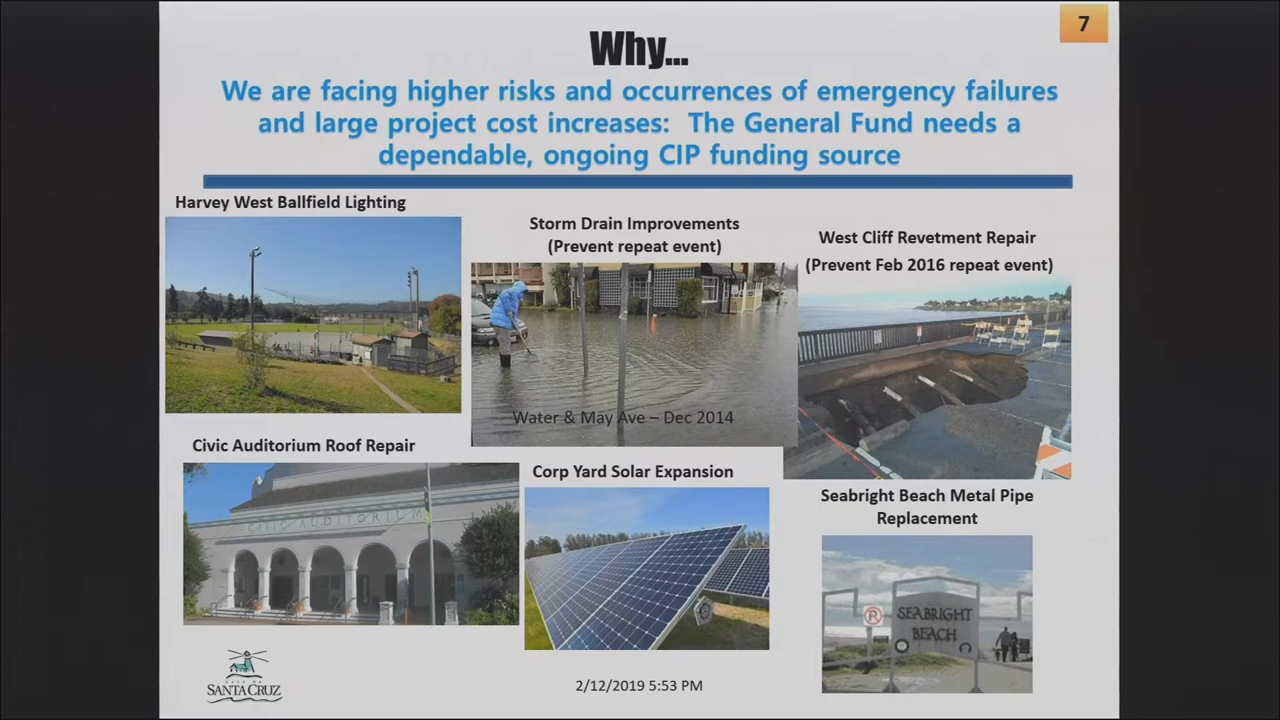 7
Why...
We are facing higher risks and occurrences of emergency failures
and large project cost increases: The General Fund needs a
dependable, ongoing CIP funding source
Harvey West Ballfield Lighting
Storm Drain Improvements
(Prevent repeat event)
West Cliff Revetment Repair
(Prevent Feb 2016 repeat event)
Water & May Ave – Dec 2014
Civic Auditorium Roof Repair
CIVIC AUDITORIUM
Corp Yard Solar Expansion
Seabright Beach Metal Pipe
Replacement
SEABRIGHT
BEACH
CITY OF
SANTA CRUZ
2/12/2019 5:53 PM